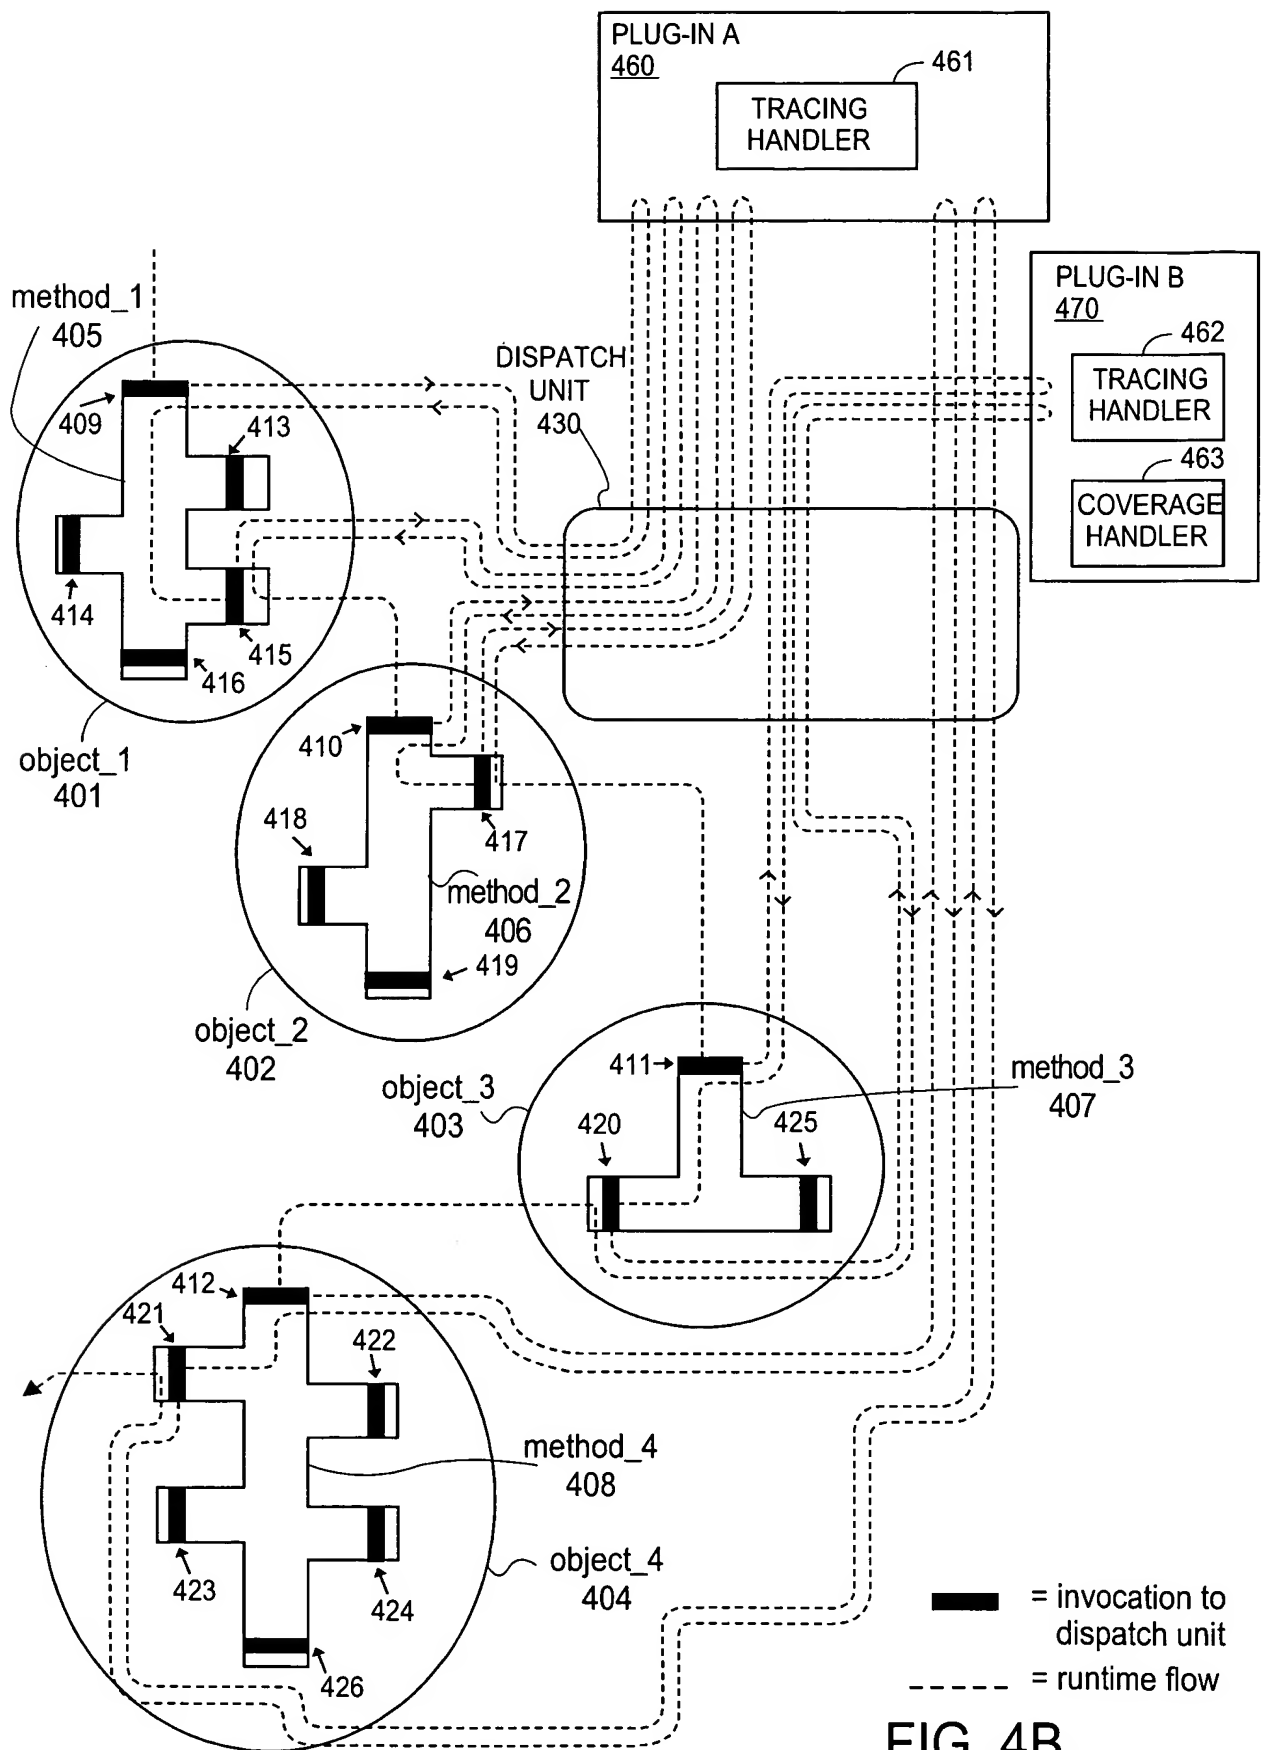 PLUG-IN A
460
461
TRACING
HANDLER
PLUG-IN B
470
462
TRACING
HANDLER
463
COVERAGE
HANDLER
method_1
405
DISPATCH
UNIT
430
409
413
414
415
416
object_1
401
410
418
417
method_2
406
419
object_2
402
411
object_3
403
method_3
407
420
425
412
421
422
method_4
408
423
424
object_4
404
426
= invocation to
dispatch unit
= runtime flow
FIG. 4B